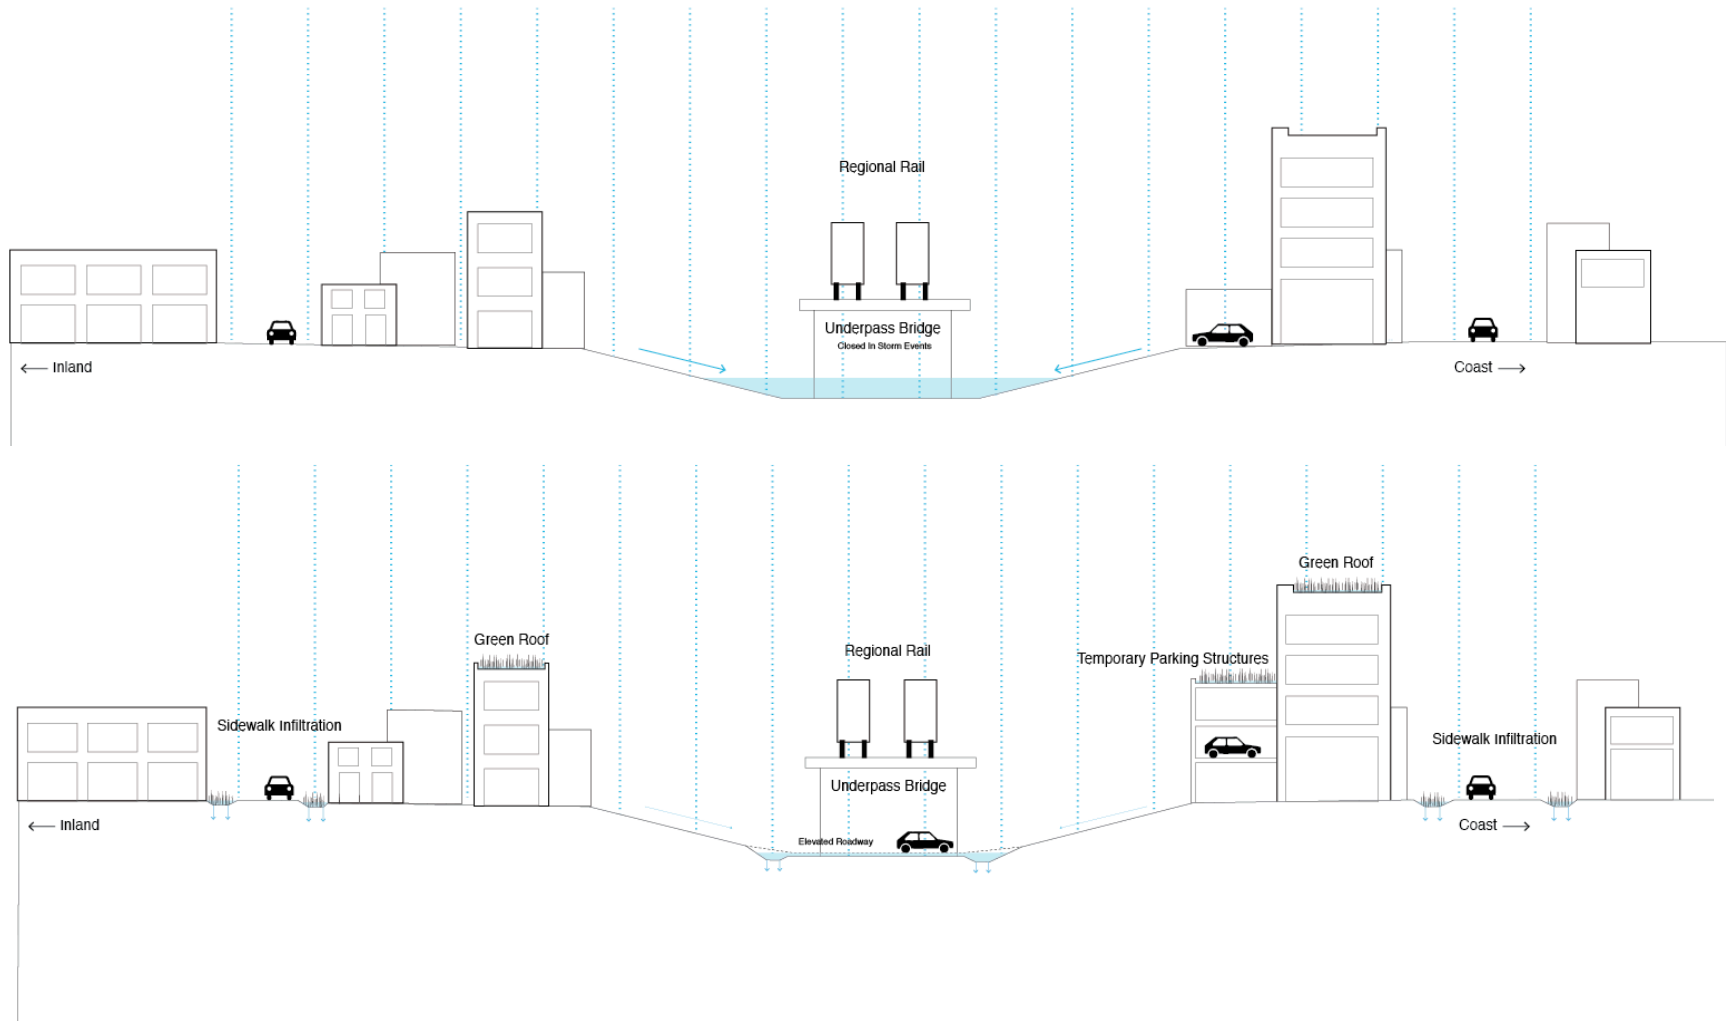 Regional Rail
Underpass Bridge
Closed In Storm Events
← Inland
Coast →
Green Roof
Green Roof
Regional Rail
Temporary Parking Structures
Sidewalk Infiltration
Sidewalk Infiltration
Underpass Bridge
Elevated Roadway
← Inland
Coast →